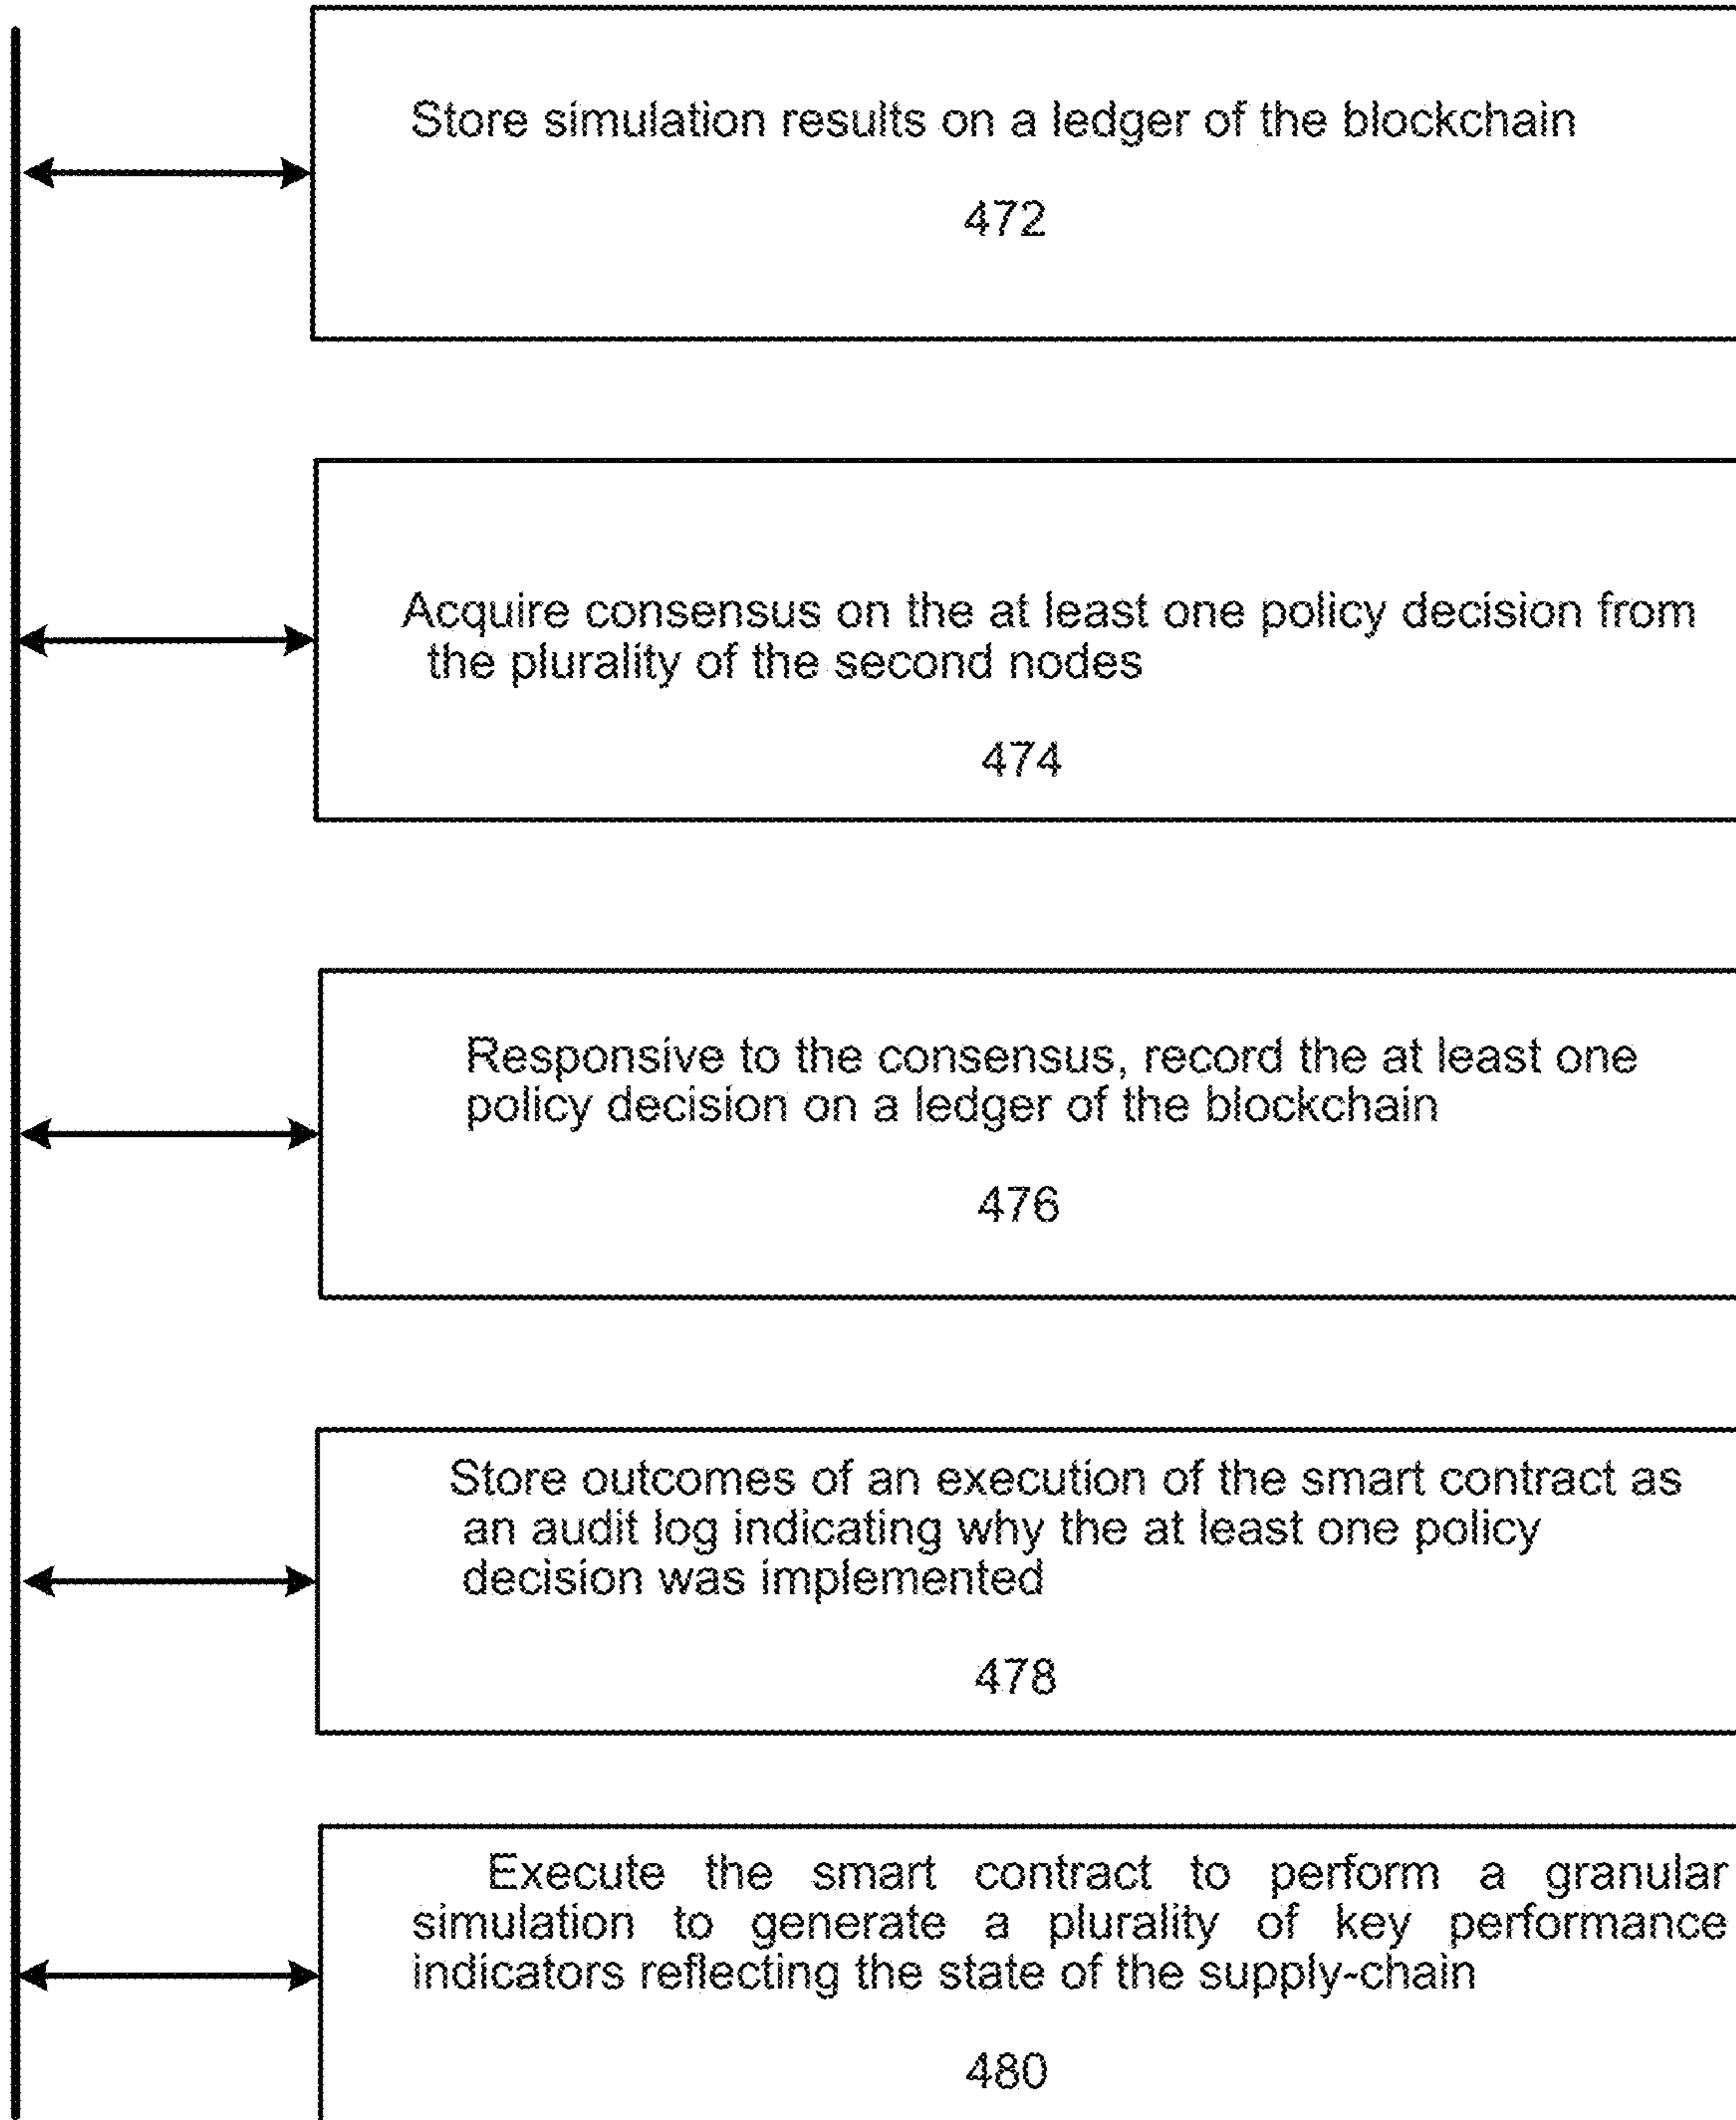 Store simulation results on a ledger of the blockchain
472
Acquire consensus on the at least one policy decision from
the plurality of the second nodes
474
Responsive to the consensus, record the at least one
policy decision on a ledger of the blockchain
476
Store outcomes of an execution of the smart contract as
an audit log indicating why the at least one policy
decision was implemented
478
Execute the smart contract to perform a granular
simulation to generate a plurality of key performance
indicators reflecting the state of the supply-chain
480